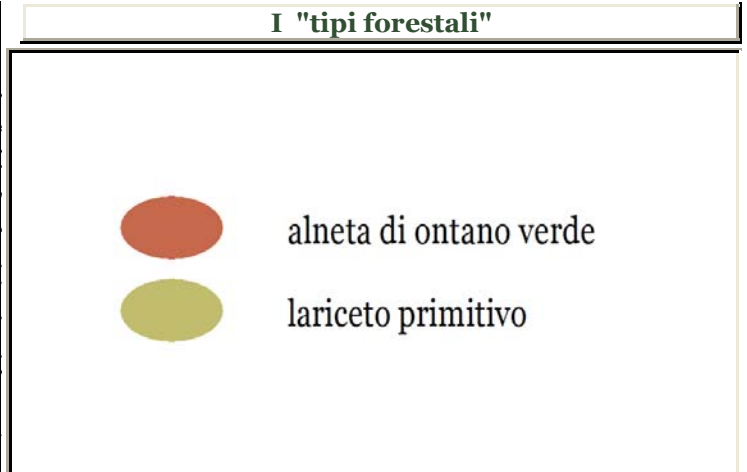 I "tipi forestali"
alneta di ontano verde
lariceto primitivo